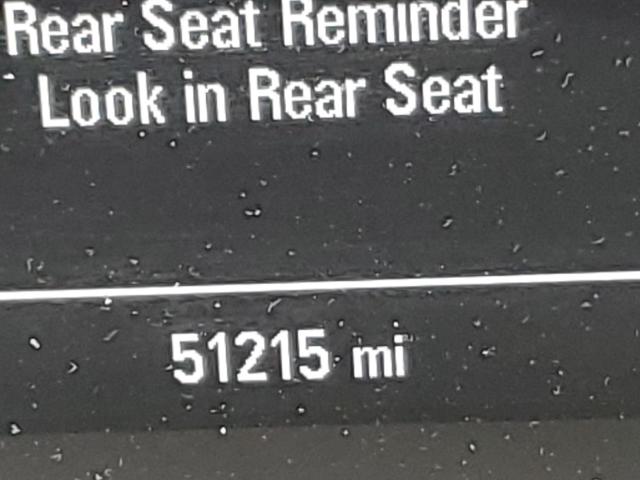 Rear Seat Reminder
Look in Rear Seat
51215 mi